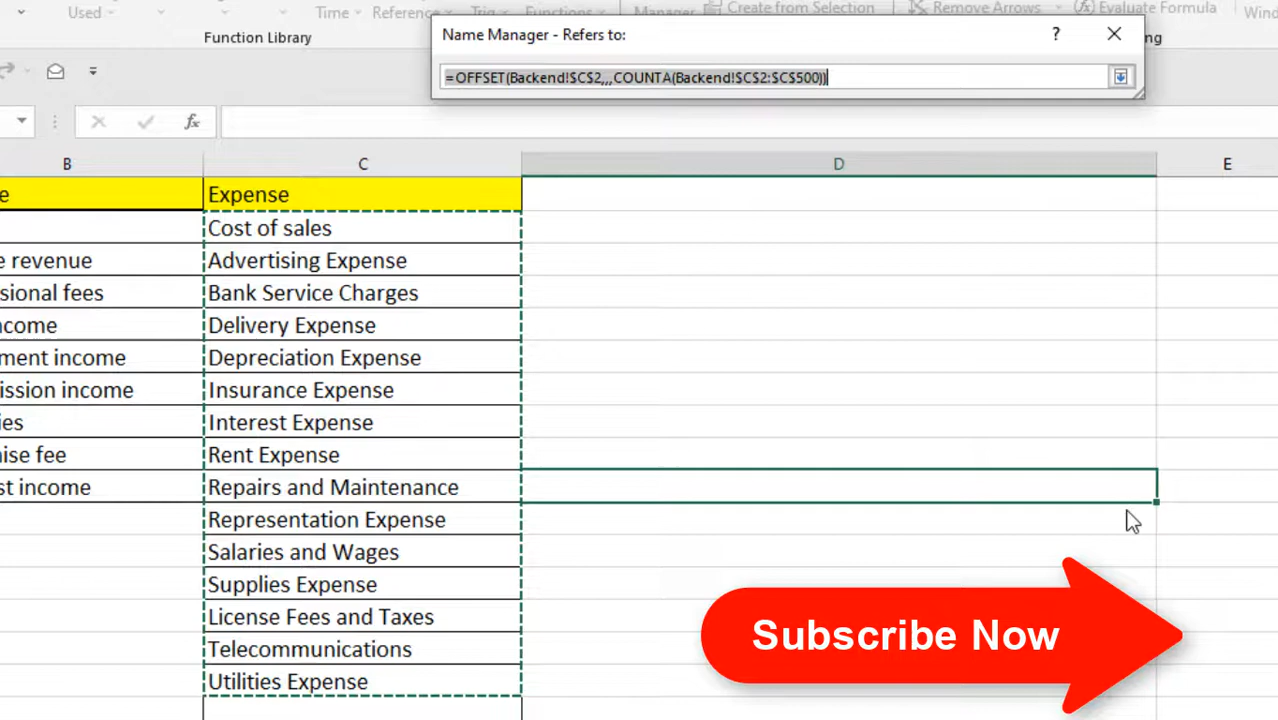 Used
Time
Reference
Trig
Functions
Manager
Create from Selection
Remove Arrows
Evaluate Formula
Wind
Function Library
Name Manager - Refers to:
?
=OFFSET(Backend!$C$2,,,COUNTA(Backend!$C$2:$C$500))
fx
B
C
D
E
e
Expense
Cost of sales
e revenue
Advertising Expense
sional fees
Bank Service Charges
ncome
Delivery Expense
ment income
Depreciation Expense
ission income
Insurance Expense
ies
Interest Expense
ise fee
Rent Expense
st income
Repairs and Maintenance
Representation Expense
Salaries and Wages
Supplies Expense
License Fees and Taxes
Telecommunications
Utilities Expense
Subscribe Now